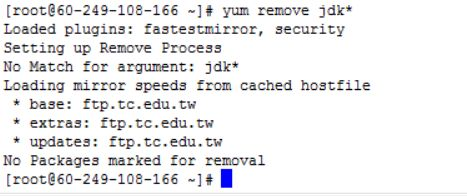 [root@60-249-108-166 ~]# yum remove jdk*
Loaded plugins: fastestmirror, security
Setting up Remove Process
No Match for argument: jdk*
Loading mirror speeds from cached hostfile
 * base: ftp.tc.edu.tw
 * extras: ftp.tc.edu.tw
 * updates: ftp.tc.edu.tw
No Packages marked for removal
[root@60-249-108-166 ~]#